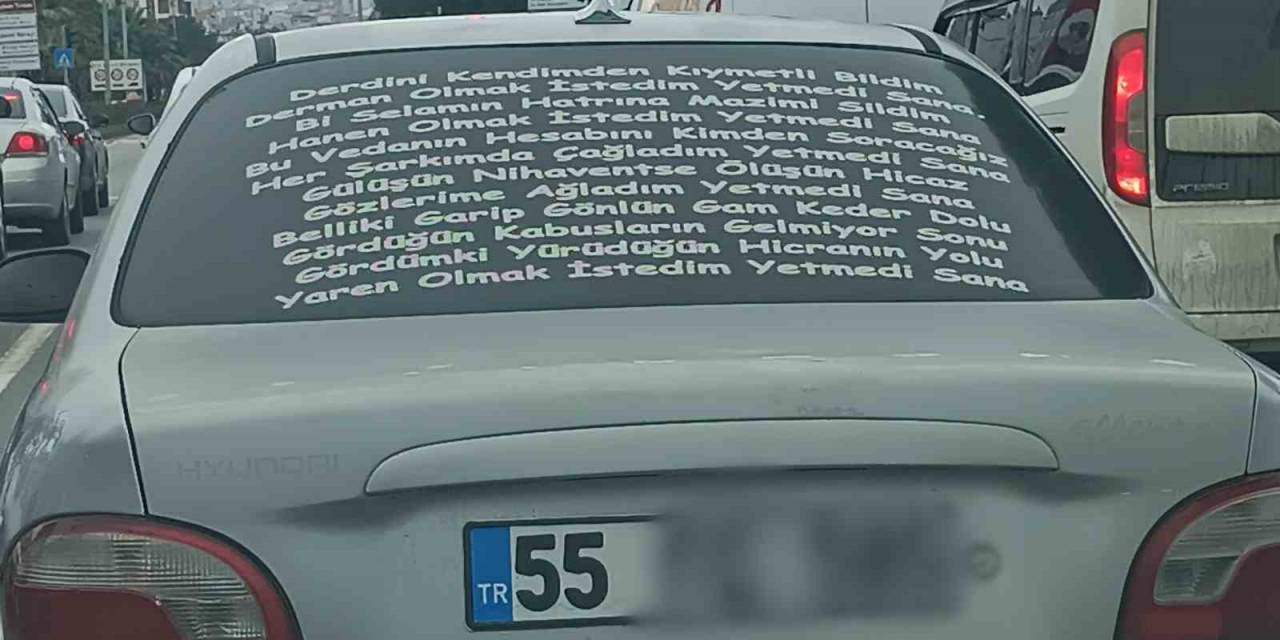 Derdini Kendimden Kıymetli Bildim
Derman Olmak İstedim Yetmedi Sana.
Bi Selamın Hatrına Mazimi Sildim
Hanen Olmak İstedim Yetmedi Sana
Bu Vedanın Hesabını Kimden Soracağız
Her Şarkımda Çağladım Yetmedi Sana
Gülüşün Nihaventse Ölüşün Hicaz
Gözlerime Ağladım Yetmedi Sana
Belliki Garip Gönlün Gam Keder Dolu
Gördüğün Kabusların Gelmiyor Sonu
Gördümki Yürüdüğün Hicranın Yolu
Yaren Olmak İstedim Yetmedi Sana
HYUNDAI
TR 55